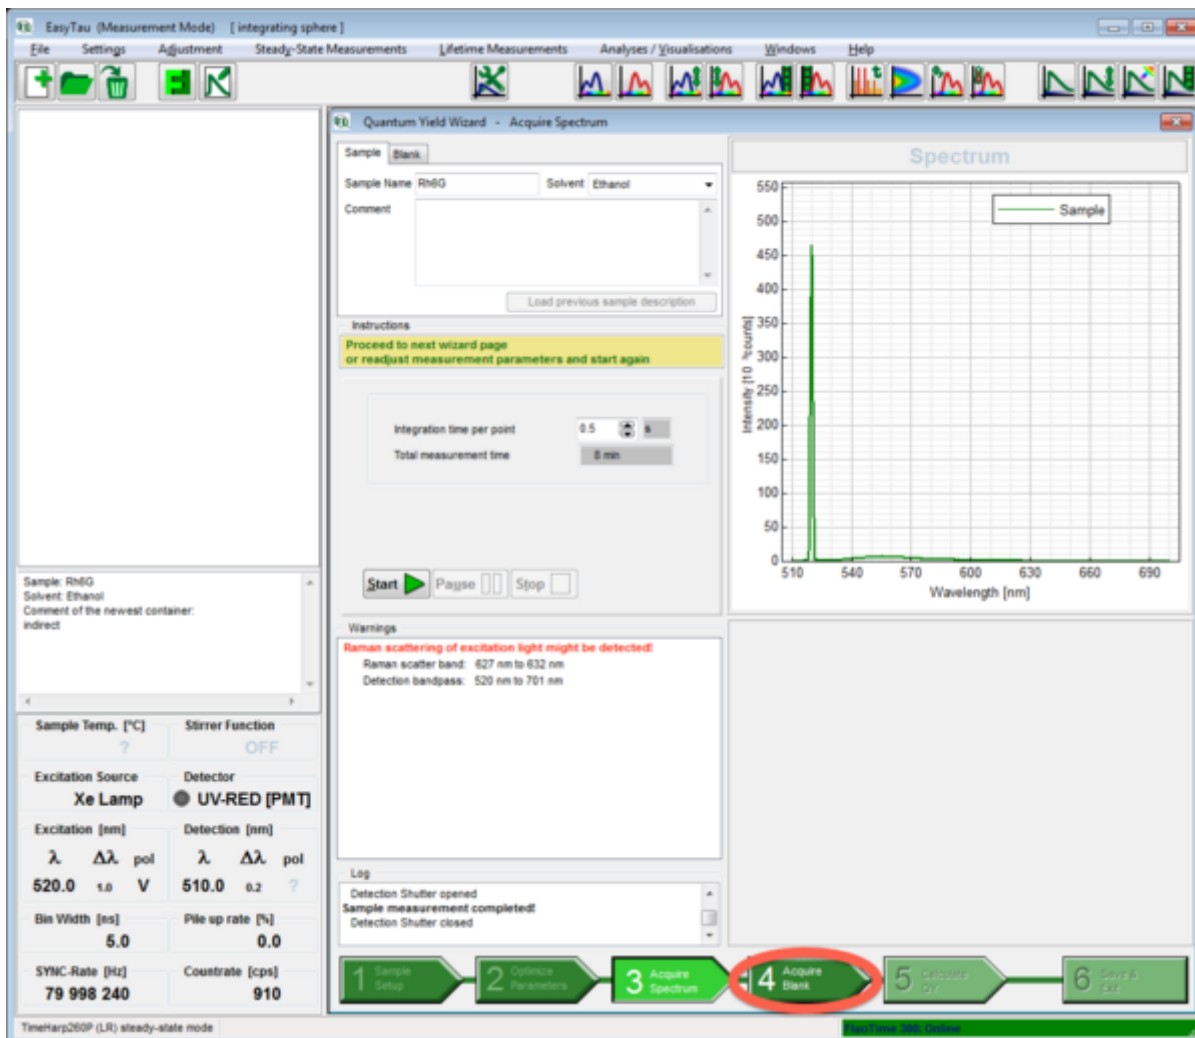 EasyTau (Measurement Mode) [ integrating sphere ]
File Settings Adjustment Steady-State Measurements Lifetime Measurements Analyses / Visualisations Windows Help
Quantum Yield Wizard - Acquire Spectrum
Sample Blank
Sample Name Rh6G Solvent Ethanol
Comment
Load previous sample description
Instructions
Proceed to next wizard page
or readjust measurement parameters and start again
Integration time per point 0.5 s
Total measurement time 8 min
Start Pause Stop
Warnings
Raman scattering of excitation light might be detected!
Raman scatter band: 627 nm to 632 nm
Detection bandpass: 520 nm to 701 nm
Log
Detection Shutter opened
Sample measurement completed!
Detection Shutter closed
Spectrum
Sample
550
500
450
400
350
300
250
200
150
100
50
0
Intensity [10 counts]
510 540 570 600 630 660 690
Wavelength [nm]
Sample: Rh6G
Solvent: Ethanol
Comment of the newest container:
indirect
Sample Temp. [°C] Stirrer Function
? OFF
Excitation Source Detector
Xe Lamp UV-RED [PMT]
Excitation [nm] Detection [nm]
λ Δλ pol λ Δλ pol
520.0 1.0 V 510.0 0.2 ?
Bin Width [ns] Pile up rate [%]
5.0 0.0
SYNC-Rate [Hz] Countrate [cps]
79 998 240 910
1 Sample Setup
2 Optimize Parameters
3 Acquire Spectrum
4 Acquire Blank
5 Calculate QY
6 Save & Exit
TimeHarp260P (LR) steady-state mode
FluoTime 300: Online